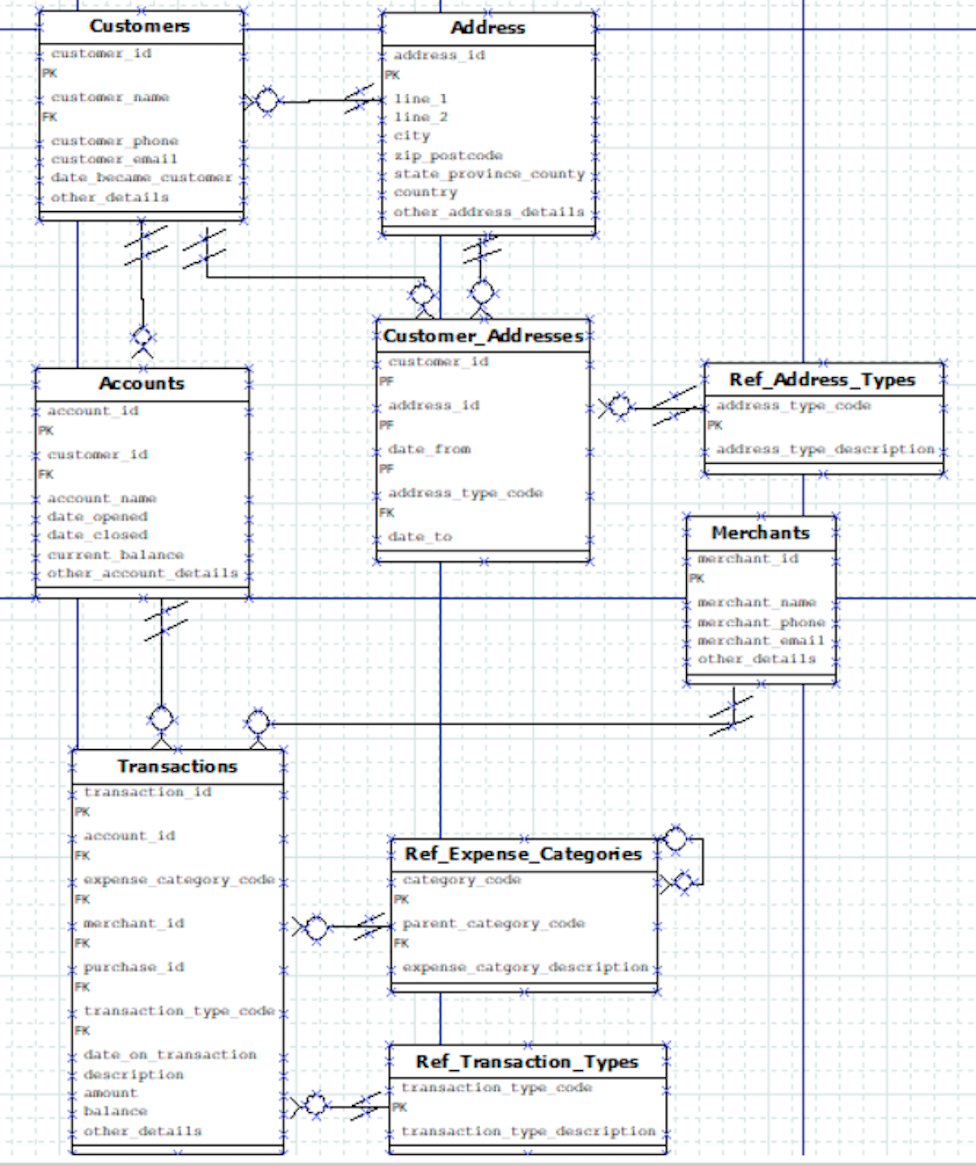 Customers
customer_id
PK
customer_name
FK
customer_phone
customer_email
date_became_customer
other_details
Address
address_id
PK
line_1
line_2
city
zip_postcode
state_province_county
country
other_address_details
Accounts
account_id
PK
customer_id
FK
account_name
date_opened
date_closed
current_balance
other_account_details
Customer_Addresses
customer_id
PF
address_id
PF
date_from
PF
address_type_code
FK
date_to
Ref_Address_Types
address_type_code
PK
address_type_description
Merchants
merchant_id
PK
merchant_name
merchant_phone
merchant_email
other_details
Transactions
transaction_id
PK
account_id
FK
expense_category_code
FK
merchant_id
FK
purchase_id
FK
transaction_type_code
FK
date_on_transaction
description
amount
balance
other_details
Ref_Expense_Categories
category_code
PK
parent_category_code
FK
expense_catgory_description
Ref_Transaction_Types
transaction_type_code
PK
transaction_type_description